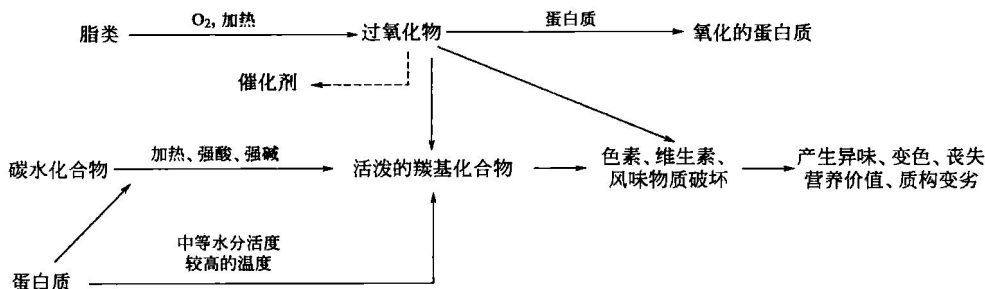 脂类
O₂, 加热
过氧化物
蛋白质
氧化的蛋白质
催化剂
碳水化合物
加热、强酸、强碱
活泼的羰基化合物
色素、维生素、
风味物质破坏
产生异味、变色、丧失
营养价值、质构变劣
中等水分活度
较高的温度
蛋白质